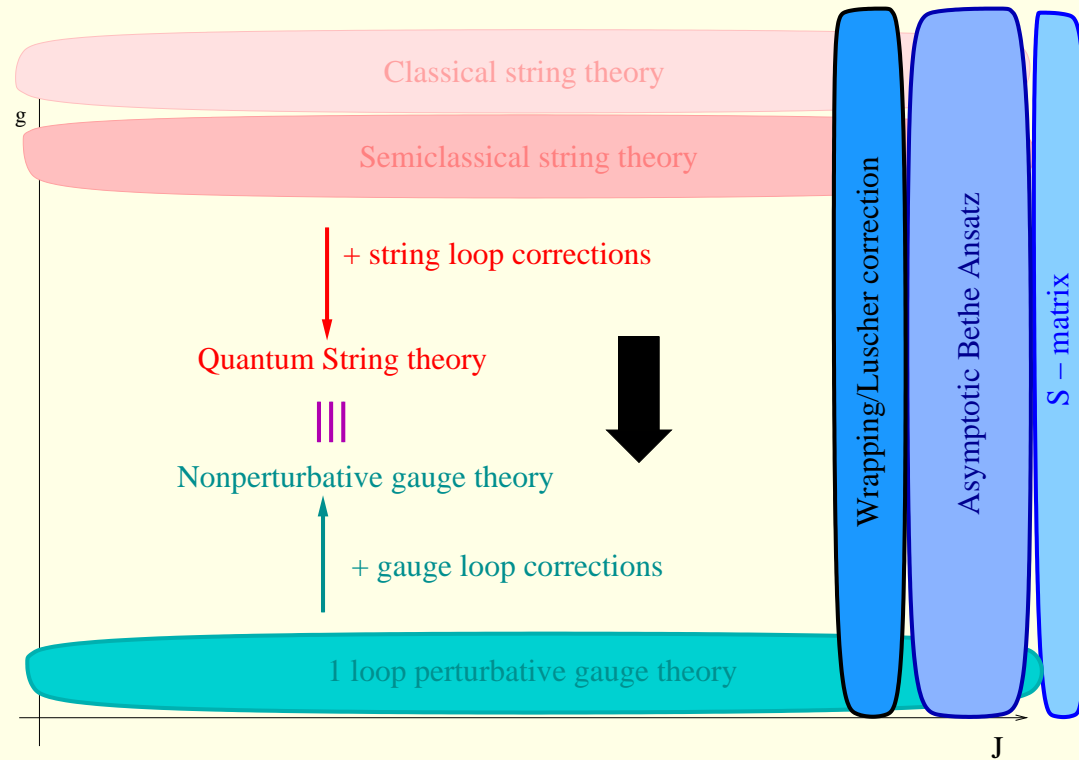 Classical string theory
g
Semiclassical string theory
+ string loop corrections
Quantum String theory
Nonperturbative gauge theory
+ gauge loop corrections
1 loop perturbative gauge theory
J
Wrapping/Luscher correction
Asymptotic Bethe Ansatz
S – matrix